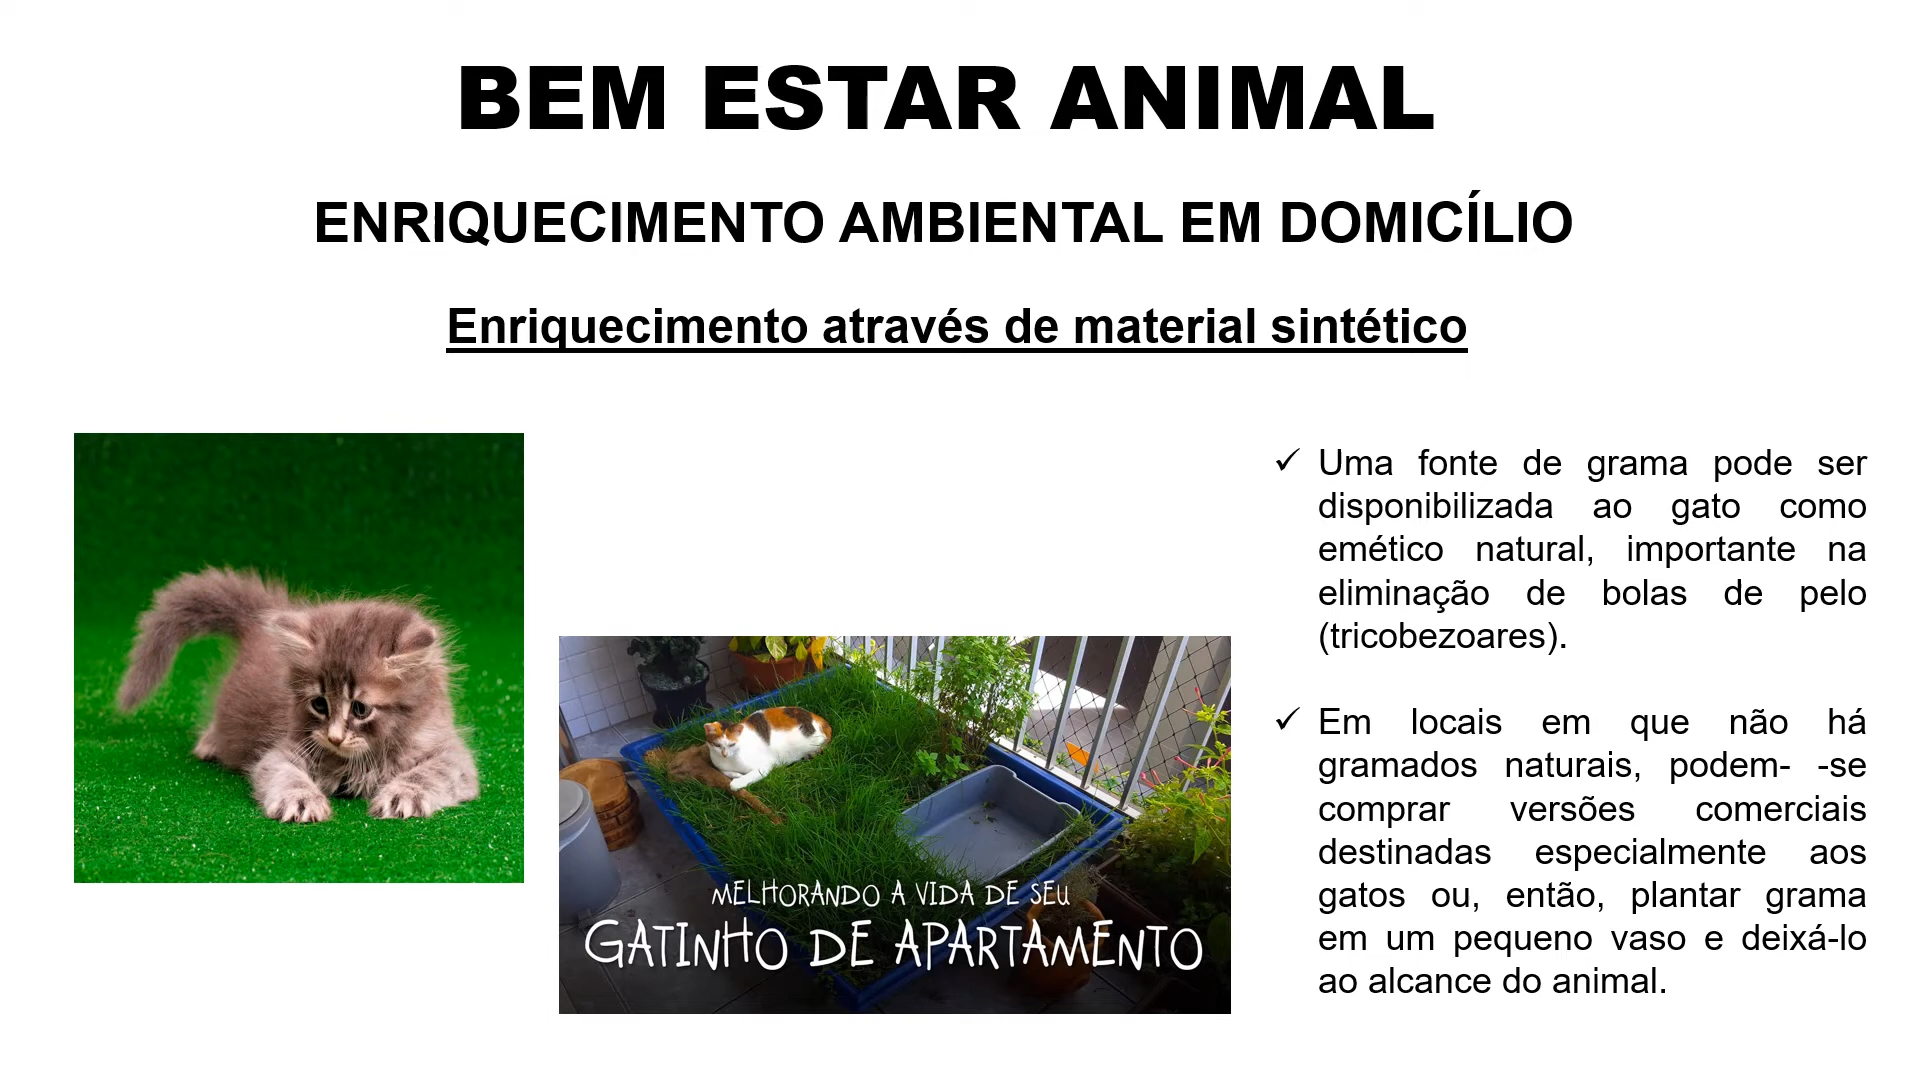 BEM ESTAR ANIMAL
ENRIQUECIMENTO AMBIENTAL EM DOMICÍLIO
Enriquecimento através de material sintético
✓ Uma fonte de grama pode ser
disponibilizada ao gato como
emético natural, importante na
eliminação de bolas de pelo
(tricobezoares).
✓ Em locais em que não há
gramados naturais, podem- -se
comprar versões comerciais
destinadas especialmente aos
gatos ou, então, plantar grama
em um pequeno vaso e deixá-lo
ao alcance do animal.
MELHORANDO A VIDA DE SEU
GATINHO DE APARTAMENTO